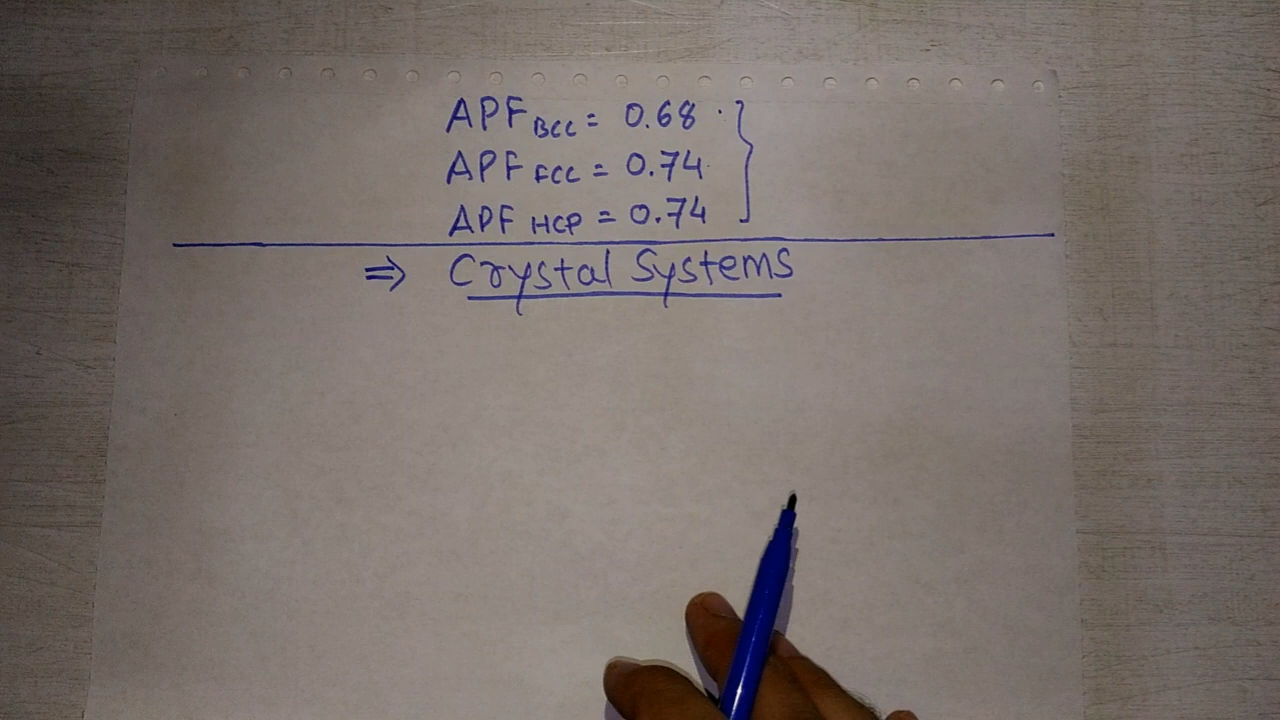 APF BCC = 0.68
APF FCC = 0.74
APF HCP = 0.74
⇒ Crystal Systems